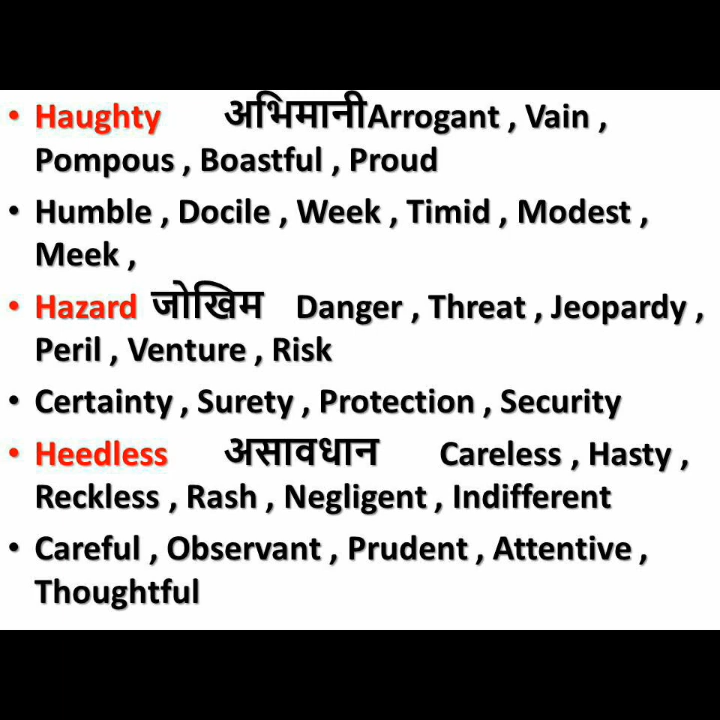 • Haughty अभिमानीArrogant , Vain ,
Pompous , Boastful , Proud
• Humble , Docile , Week , Timid , Modest ,
Meek ,
• Hazard जोखिम Danger , Threat , Jeopardy ,
Peril , Venture , Risk
• Certainty , Surety , Protection , Security
• Heedless असावधान Careless , Hasty ,
Reckless , Rash , Negligent , Indifferent
• Careful , Observant , Prudent , Attentive ,
Thoughtful